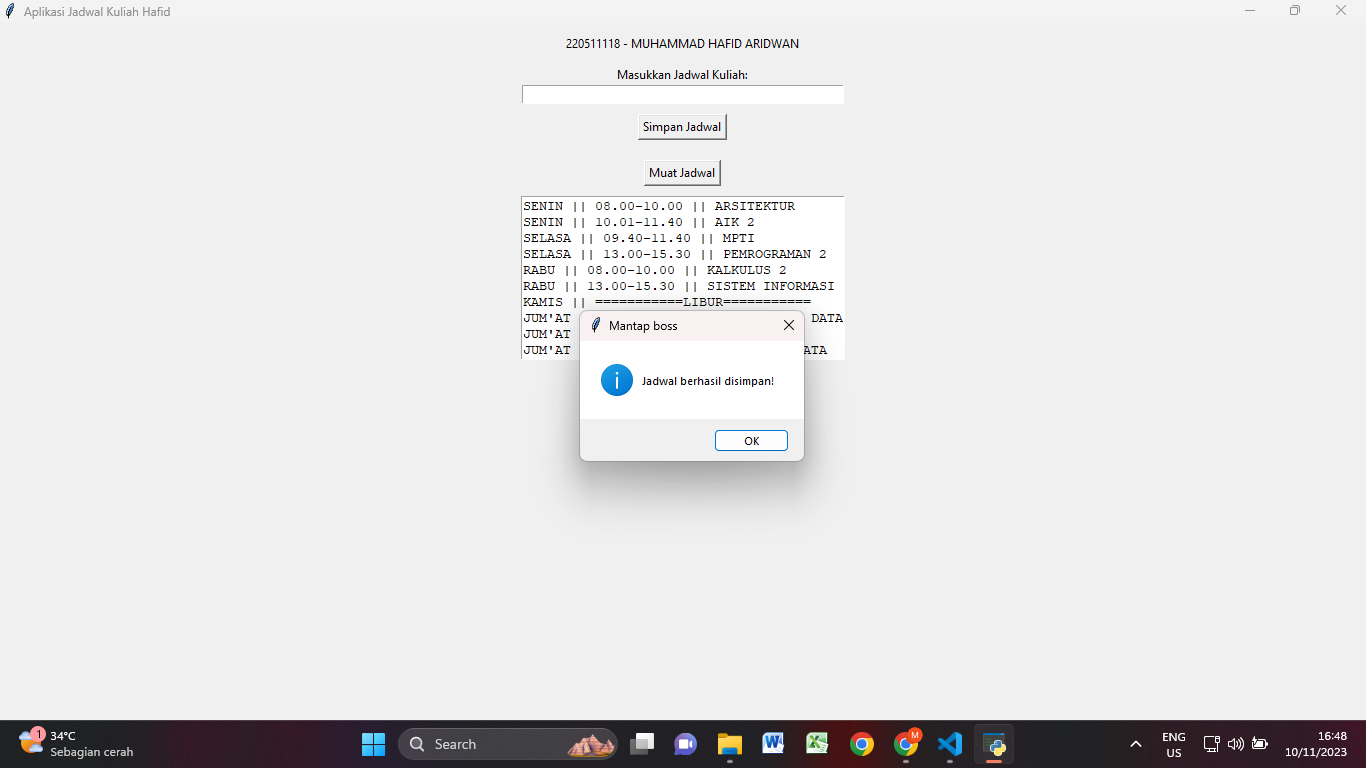 Aplikasi Jadwal Kuliah Hafid
220511118 - MUHAMMAD HAFID ARIDWAN
Masukkan Jadwal Kuliah:
Simpan Jadwal
Muat Jadwal
SENIN || 08.00-10.00 || ARSITEKTUR
SENIN || 10.01-11.40 || AIK 2
SELASA || 09.40-11.40 || MPTI
SELASA || 13.00-15.30 || PEMROGRAMAN 2
RABU || 08.00-10.00 || KALKULUS 2
RABU || 13.00-15.30 || SISTEM INFORMASI
KAMIS || ===========LIBUR===========
JUM'AT DATA
JUM'AT
JUM'AT
Mantap boss
Jadwal berhasil disimpan!
OK
1
34°C
Sebagian cerah
Search
M
ENG
US
16:48
10/11/2023